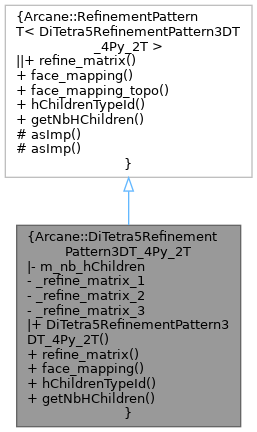 {Arcane::RefinementPattern
T< DiTetra5RefinementPattern3DT
_4Py_2T >
||+ refine_matrix()
+ face_mapping()
+ face_mapping_topo()
+ hChildrenTypeId()
+ getNbHChildren()
# asImp()
# asImp()
}
{Arcane::DiTetra5Refinement
Pattern3DT_4Py_2T
|- m_nb_hChildren
- _refine_matrix_1
- _refine_matrix_2
- _refine_matrix_3
|+ DiTetra5RefinementPattern3
DT_4Py_2T()
+ refine_matrix()
+ face_mapping()
+ hChildrenTypeId()
+ getNbHChildren()
}